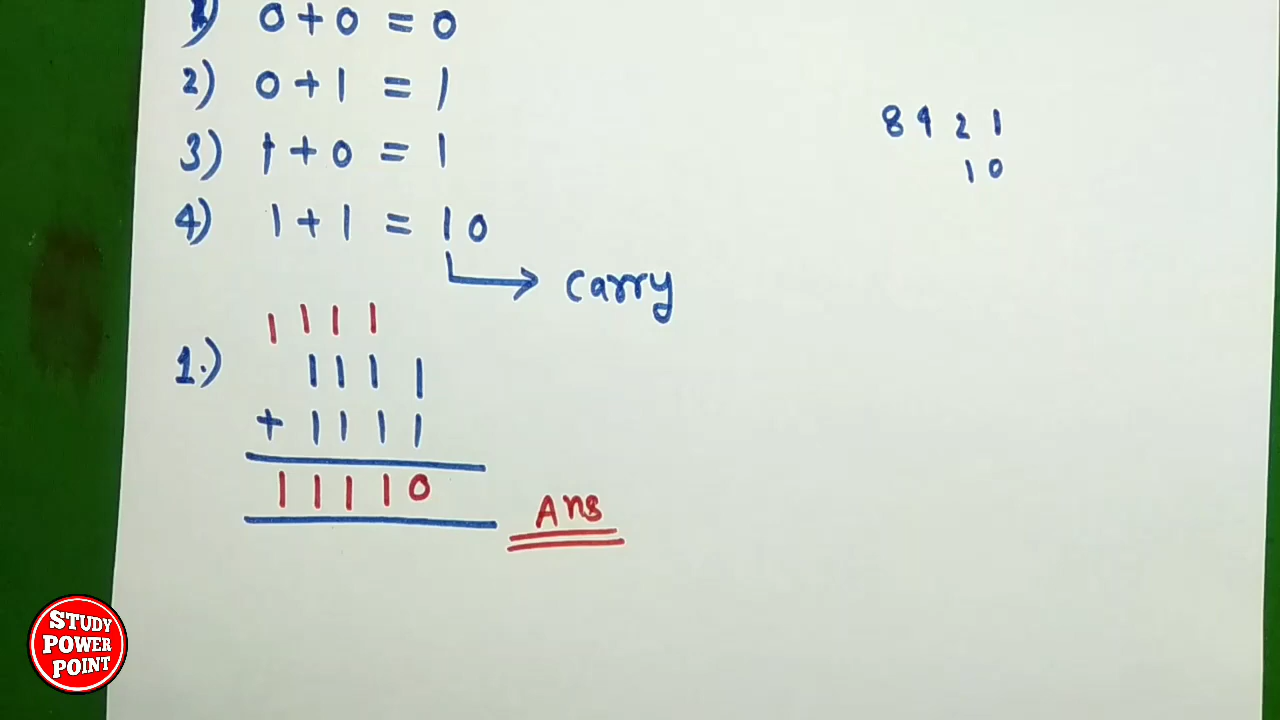 1) 0 + 0 = 0
2) 0 + 1 = 1
3) 1 + 0 = 1
4) 1 + 1 = 10
Carry
8 4 2 1
1 0
1 1 1 1
1.) 1 1 1 1
+ 1 1 1 1
1 1 1 1 0
Ans
STUDY
POWER
POINT